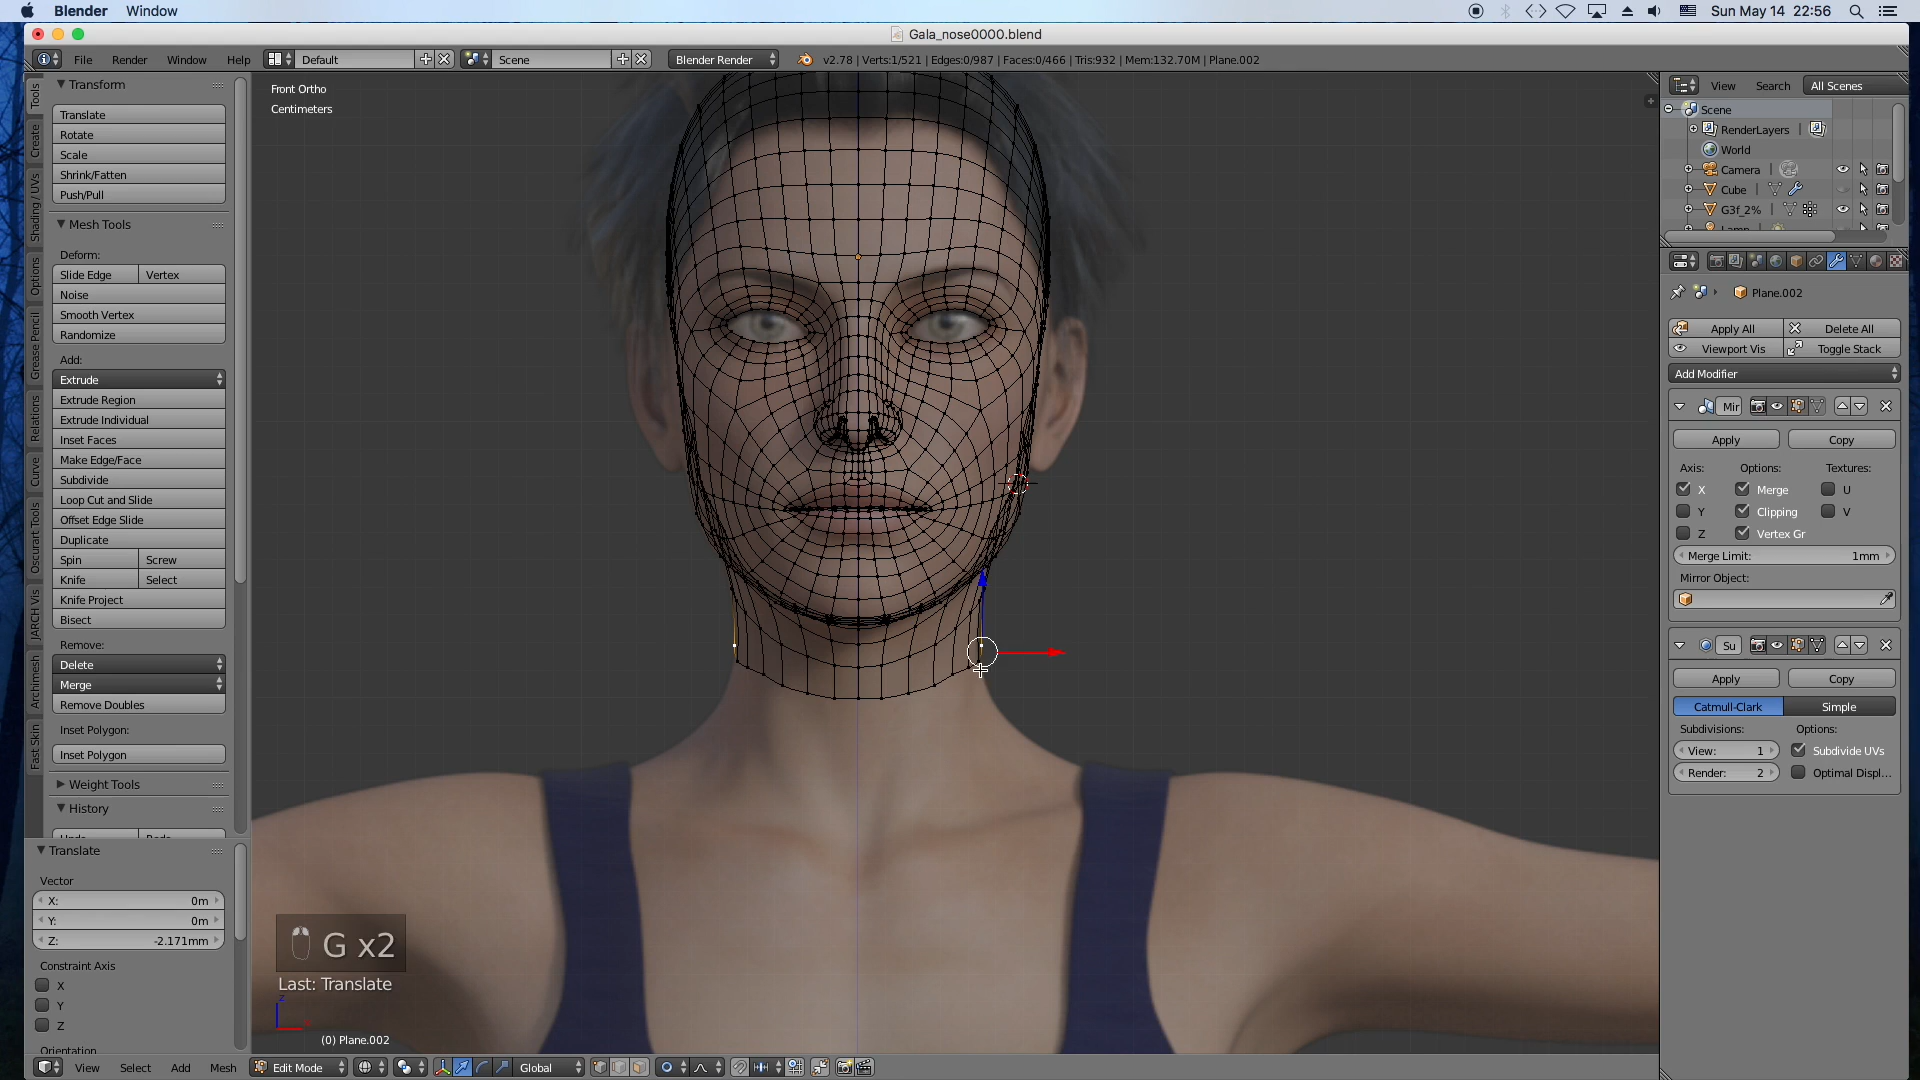 Blender Window Sun May 14 22:56
Gala_nose0000.blend
File Render Window Help Default Scene Blender Render v2.78 | Verts:1/521 | Edges:0/987 | Faces:0/466 | Tris:932 | Mem:132.70M | Plane.002
Tools
Create
Shading / UVs
Options
Grease Pencil
Relations
Curve
Oscurart Tools
JARCH Vis
Archimesh
Fast Skin
Transform
Translate
Rotate
Scale
Shrink/Fatten
Push/Pull
Mesh Tools
Deform:
Slide Edge Vertex
Noise
Smooth Vertex
Randomize
Add:
Extrude
Extrude Region
Extrude Individual
Inset Faces
Make Edge/Face
Subdivide
Loop Cut and Slide
Offset Edge Slide
Duplicate
Spin Screw
Knife Select
Knife Project
Bisect
Remove:
Delete
Merge
Remove Doubles
Inset Polygon:
Inset Polygon
Weight Tools
History
Translate
Vector
X: 0m
Y: 0m
Z: -2.171mm
Constraint Axis
X
Y
Z
Orientation
Front Ortho
Centimeters
G x2
Last: Translate
z
(0) Plane.002
View Select Add Mesh Edit Mode Global
View Search All Scenes
Scene
RenderLayers
World
Camera
Cube
G3f_2%
Plane.002
Apply All Delete All
Viewport Vis Toggle Stack
Add Modifier
Mir
Apply Copy
Axis: Options: Textures:
X Merge U
Y Clipping V
Z Vertex Gr
Merge Limit: 1mm
Mirror Object:
Su
Apply Copy
Catmull-Clark Simple
Subdivisions: Options:
View: 1 Subdivide UVs
Render: 2 Optimal Displ...